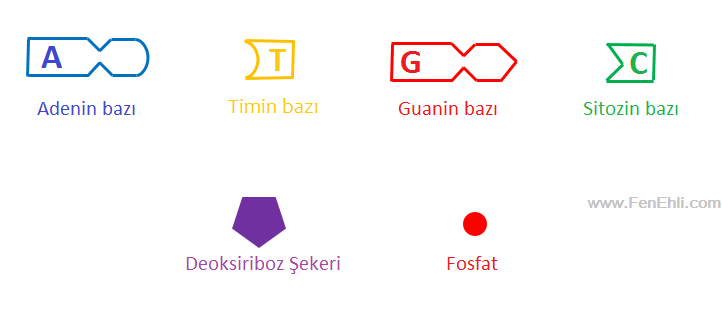 A T G C
Adenin bazı Timin bazı Guanin bazı Sitozin bazı
www.FenEhli.com
Deoksiriboz Şekeri Fosfat